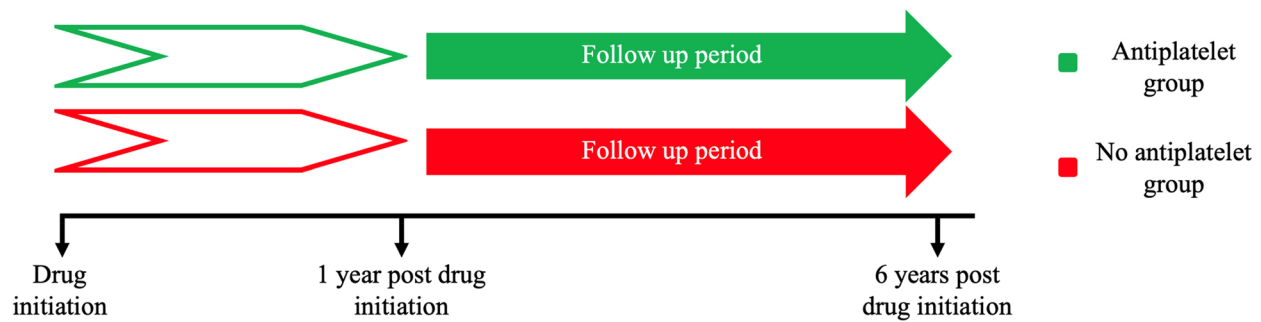 Follow up period
Antiplatelet
group
Follow up period
No antiplatelet
group
Drug
initiation
1 year post drug
initiation
6 years post
drug initiation